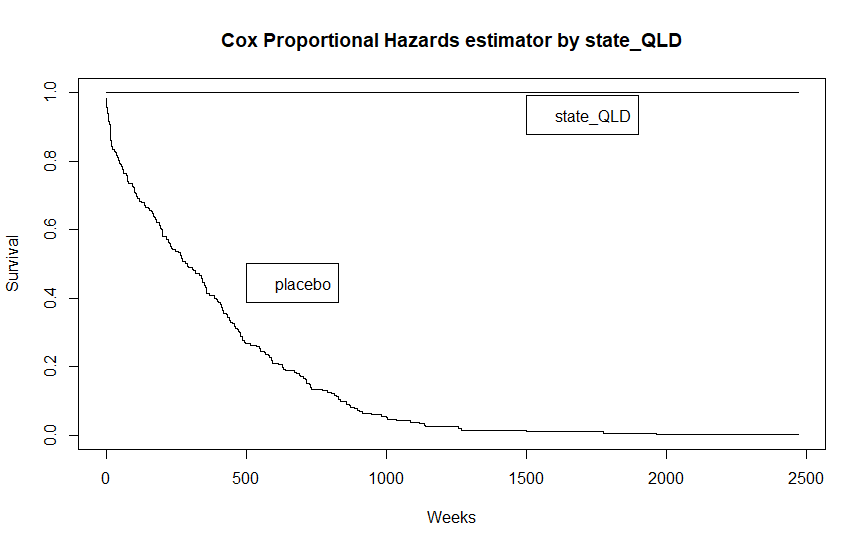 Cox Proportional Hazards estimator by state_QLD
1.0
0.8
0.6
0.4
0.2
0.0
Survival
state_QLD
placebo
0 500 1000 1500 2000 2500
Weeks